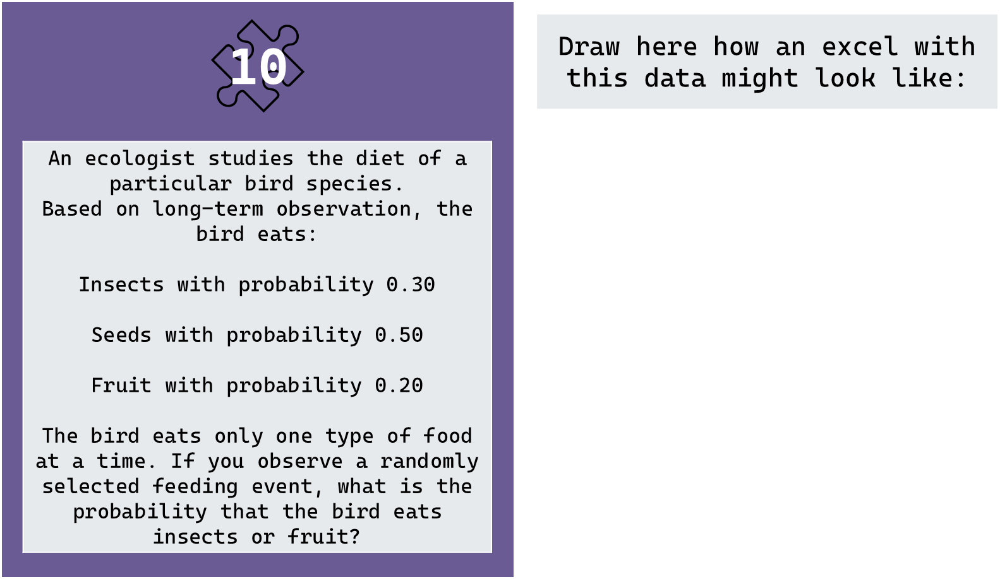 10
An ecologist studies the diet of a
particular bird species.
Based on long-term observation, the
bird eats:
Insects with probability 0.30
Seeds with probability 0.50
Fruit with probability 0.20
The bird eats only one type of food
at a time. If you observe a randomly
selected feeding event, what is the
probability that the bird eats
insects or fruit?
Draw here how an excel with
this data might look like: